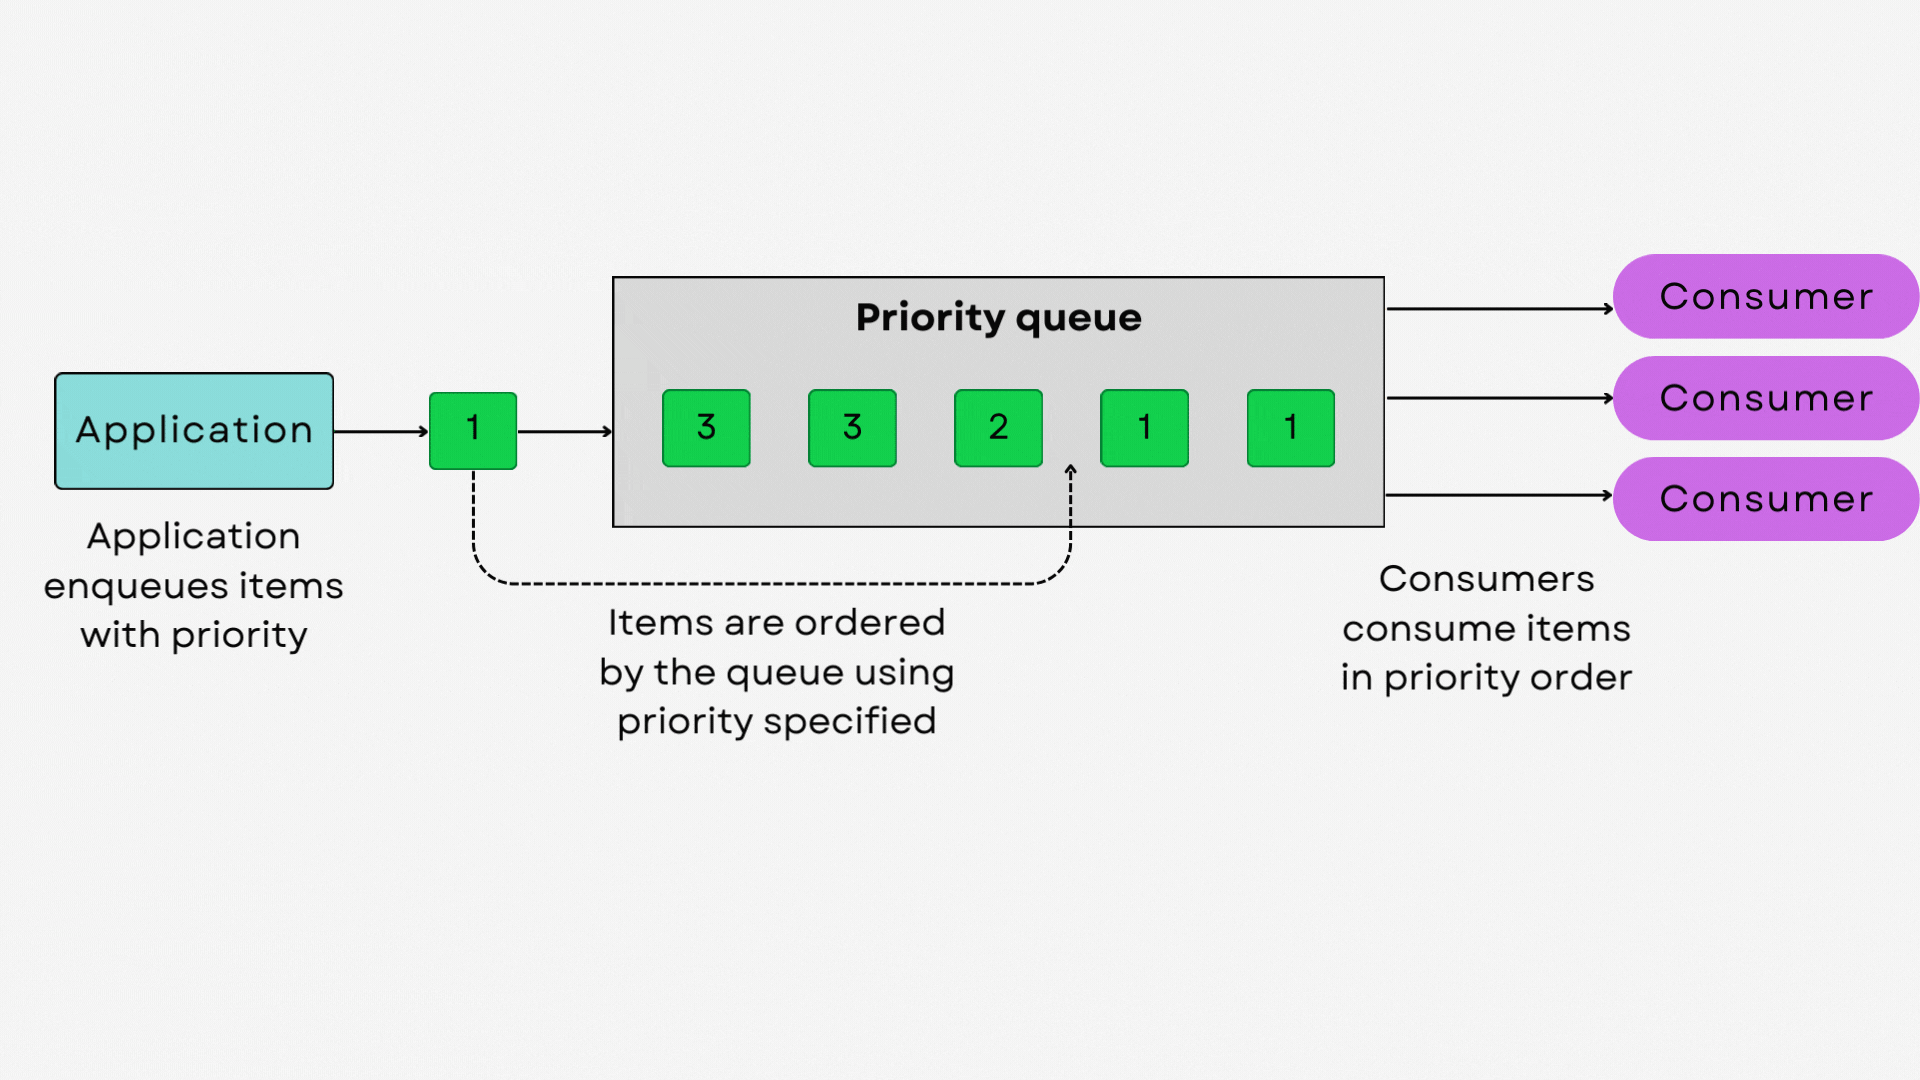 Priority queue
Application
1
3
3
2
1
1
Consumer
Consumer
Consumer
Application
enqueues items
with priority
Items are ordered
by the queue using
priority specified
Consumers
consume items
in priority order